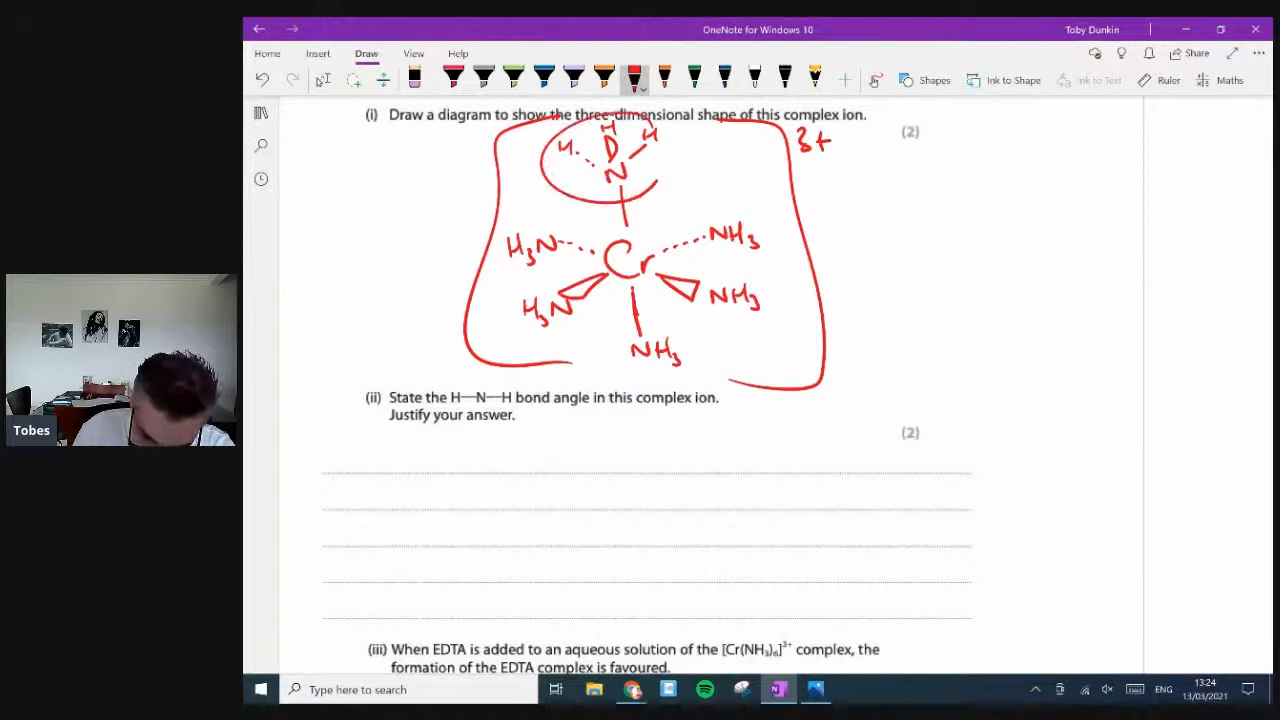 OneNote for Windows 10
Toby Dunkin
Home Insert Draw View Help
Share
Shapes Ink to Shape Ink to Text Ruler Maths
(i) Draw a diagram to show the three-dimensional shape of this complex ion.
(2)
H H H
N
3+
H₃N NH₃
Cr
H₃N NH₃
NH₃
(ii) State the H—N—H bond angle in this complex ion.
Justify your answer.
(2)
Tobes
(iii) When EDTA is added to an aqueous solution of the [Cr(NH₃)₆]³⁺ complex, the
formation of the EDTA complex is favoured.
Type here to search
ENG
13:24
13/03/2021